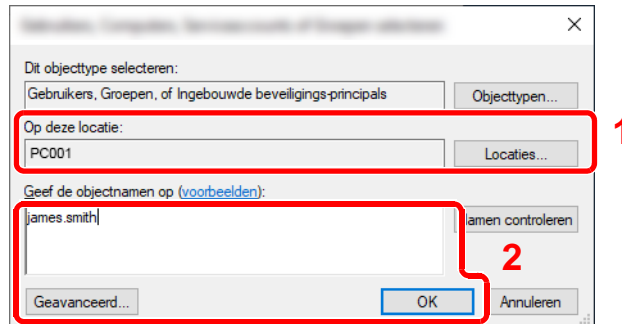 Dit objecttype selecteren:
Gebruikers, Groepen, of Ingebouwde beveiligings-principals
Objecttypen...
Op deze locatie:
1
PC001
Locaties...
Geef de objectnamen op (voorbeelden):
james.smith
Namen controleren
2
Geavanceerd...
OK
Annuleren